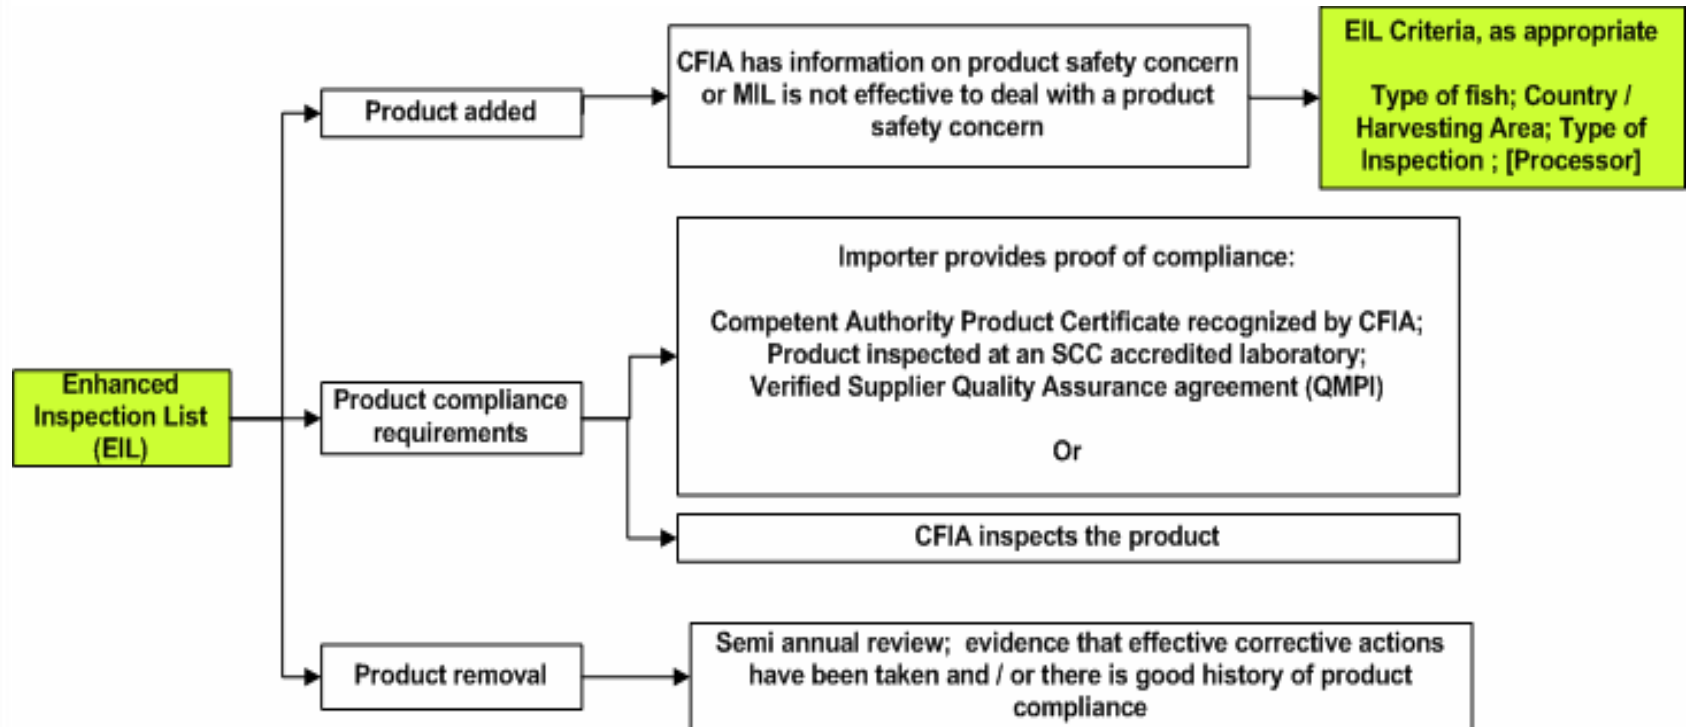 Enhanced
Inspection List
(EIL)
Product added
CFIA has information on product safety concern
or MIL is not effective to deal with a product
safety concern
EIL Criteria, as appropriate
Type of fish; Country /
Harvesting Area; Type of
Inspection ; [Processor]
Product compliance
requirements
Importer provides proof of compliance:
Competent Authority Product Certificate recognized by CFIA;
Product inspected at an SCC accredited laboratory;
Verified Supplier Quality Assurance agreement (QMPI)
Or
CFIA inspects the product
Product removal
Semi annual review;  evidence that effective corrective actions
have been taken and / or there is good history of product
compliance